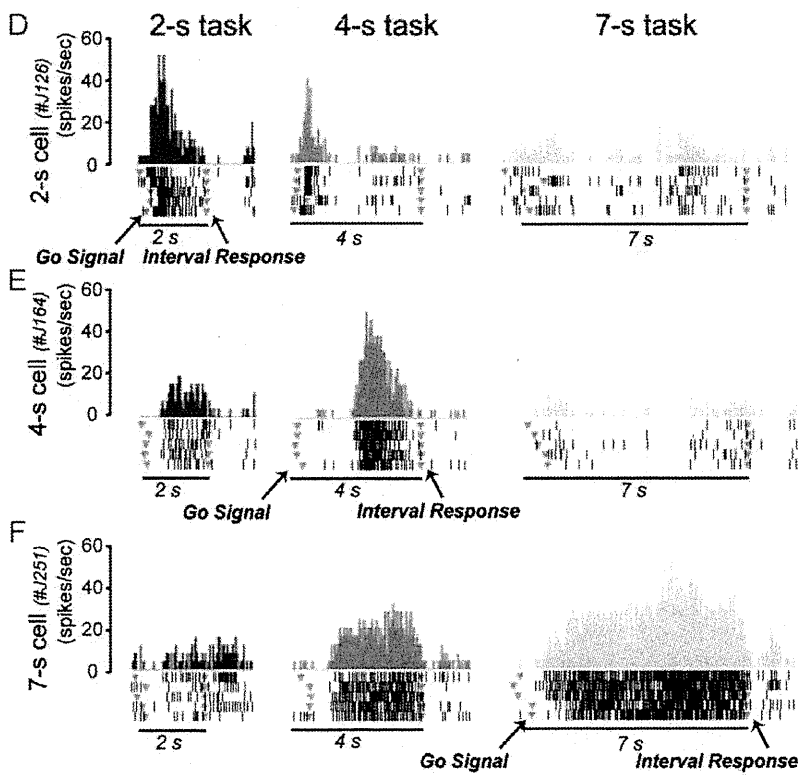 D 2-s task 4-s task 7-s task
2-s cell (#J126)
(spikes/sec)
60
40
20
0
2 s 4 s 7 s
Go Signal Interval Response
E
4-s cell (#J164)
(spikes/sec)
60
40
20
0
2 s 4 s 7 s
Go Signal Interval Response
F
7-s cell (#J251)
(spikes/sec)
60
40
20
0
2 s 4 s 7 s
Go Signal Interval Response